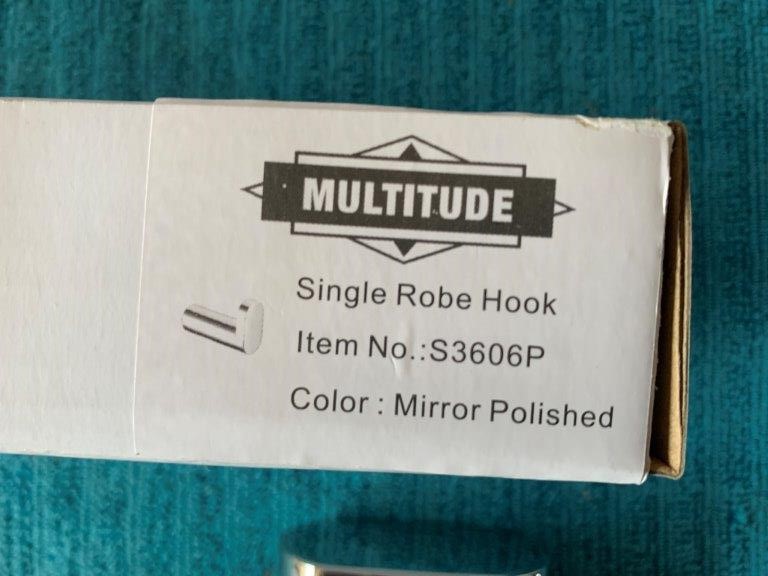 MULTITUDE
Single Robe Hook
Item No.:S3606P
Color : Mirror Polished